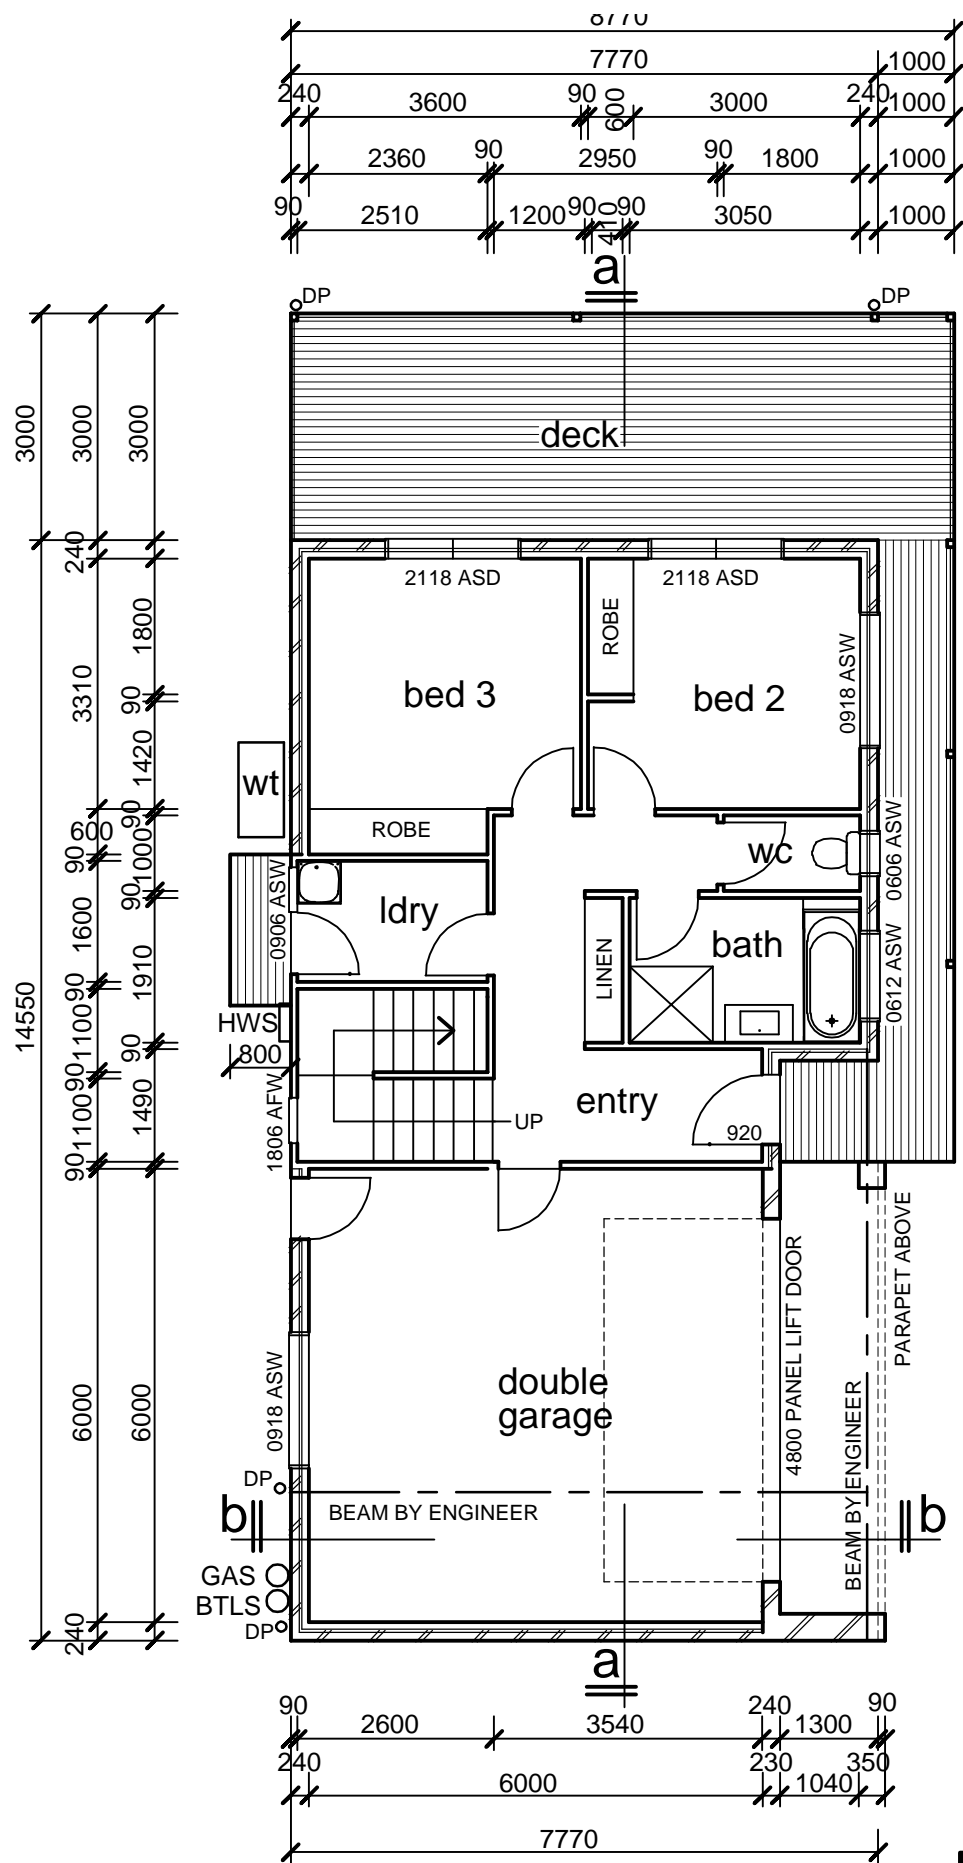 8770
7770 1000
240 3600 90 600 3000 240 1000
2360 90 2950 90 1800 1000
90 2510 1200 90 410 90 3050 1000
a
DP DP
3000 3000 3000
deck
240
2118 ASD 2118 ASD
1800
ROBE
3310
bed 3 bed 2
0918 ASW
90
1420
wt
90
600
ROBE
wc
0606 ASW
90 1000
0906 ASW
ldry
90
1600
LINEN
bath
1910
0612 ASW
90
14550
HWS
1100
90
800
90
1100 1490
1806 AFW
entry
UP
920
90
PARAPET ABOVE
4800 PANEL LIFT DOOR
double
garage
0918 ASW
6000 6000
DP
BEAM BY ENGINEER
BEAM BY ENGINEER
b b
GAS
BTLS
DP
240
a
90 2600 3540 240 1300 90
240 6000 230 1040 350
7770